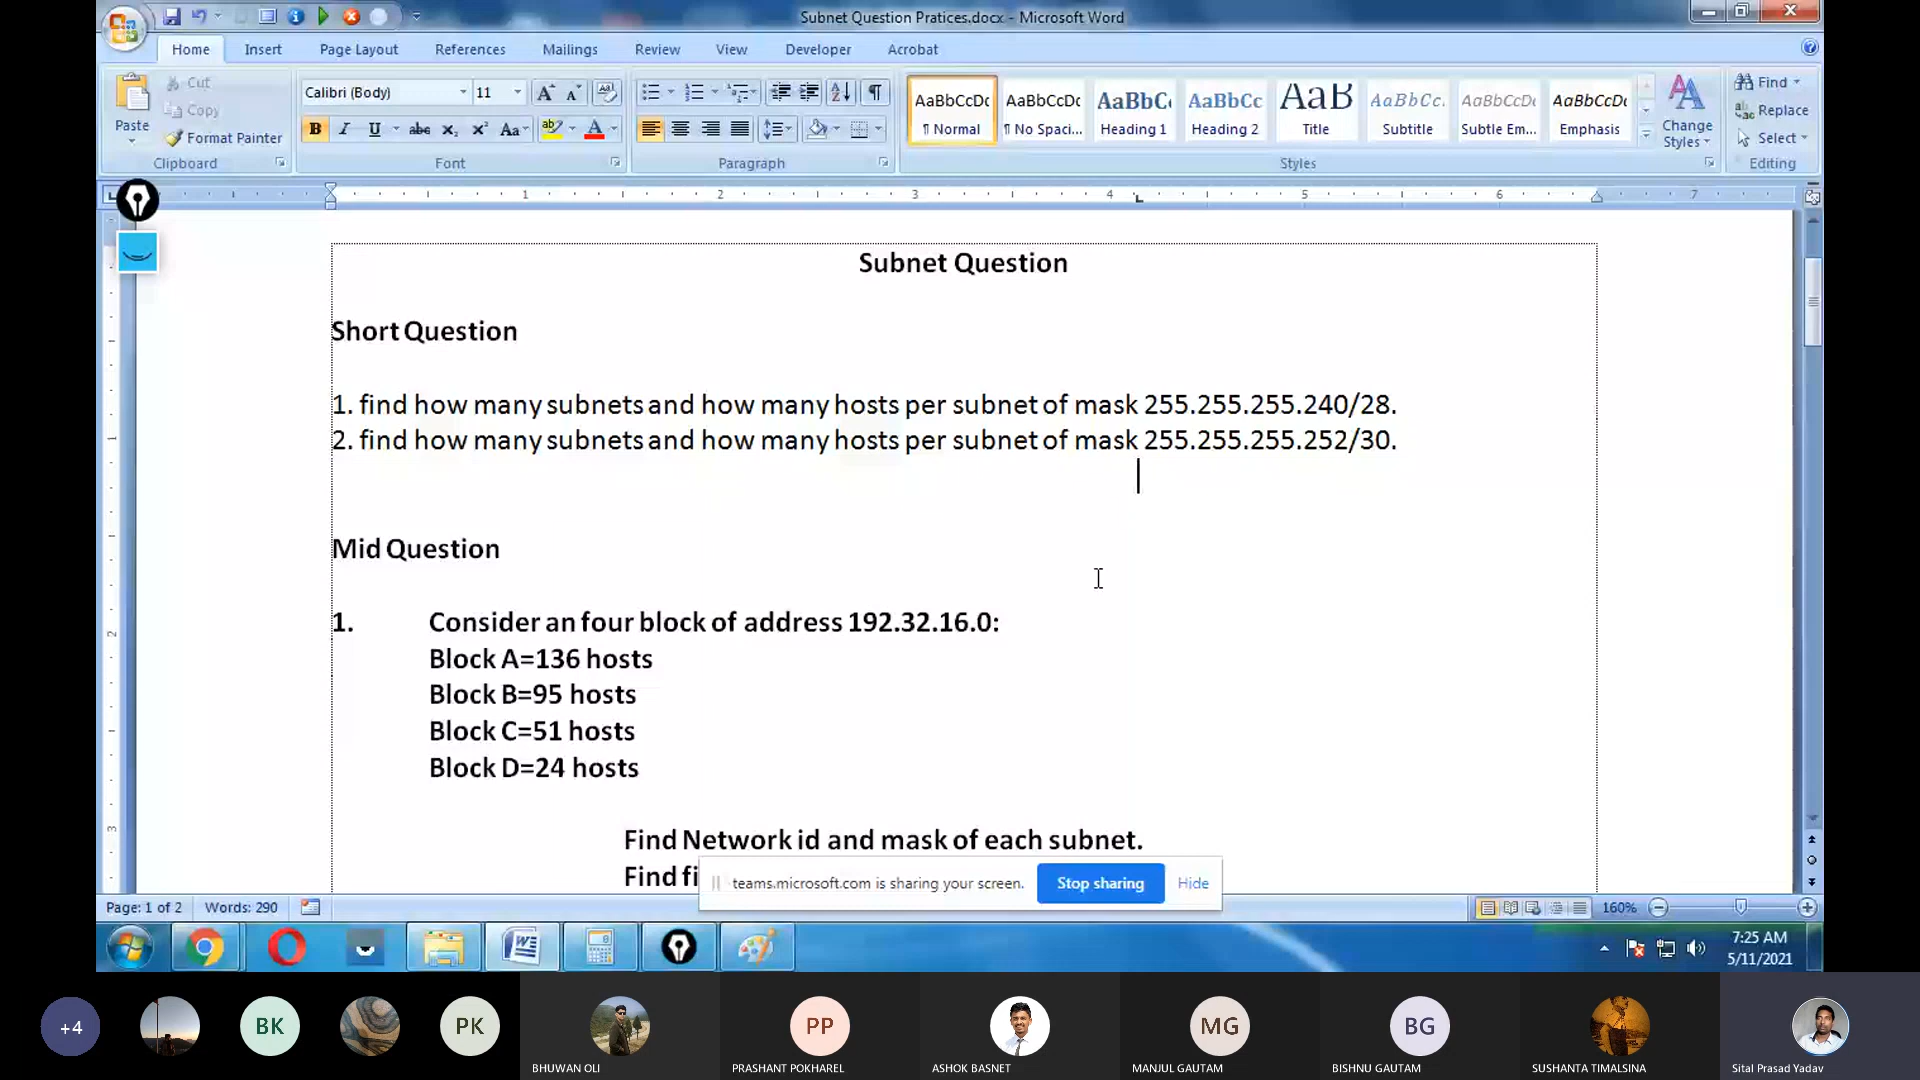 Subnet Question Pratices.docx - Microsoft Word
Home Insert Page Layout References Mailings Review View Developer Acrobat
Paste
Cut
Copy
Format Painter
Clipboard
Calibri (Body) 11
Font
Paragraph
AaBbCcDc AaBbCcDc AaBbCc AaBbCc AaB AaBbCc. AaBbCcDc AaBbCcDc
¶ Normal ¶ No Spaci... Heading 1 Heading 2 Title Subtitle Subtle Em... Emphasis
Change Styles
Styles
Find
Replace
Select
Editing
1 2 3 4 5 6 7
Subnet Question
Short Question
1. find how many subnets and how many hosts per subnet of mask 255.255.255.240/28.
2. find how many subnets and how many hosts per subnet of mask 255.255.255.252/30.
Mid Question
1. Consider an four block of address 192.32.16.0:
Block A=136 hosts
Block B=95 hosts
Block C=51 hosts
Block D=24 hosts
Find Network id and mask of each subnet.
Find fi
teams.microsoft.com is sharing your screen. Stop sharing Hide
Page: 1 of 2 Words: 290 160%
7:25 AM
5/11/2021
+4 BK PK PP MG BG
BHUWAN OLI PRASHANT POKHAREL ASHOK BASNET MANJUL GAUTAM BISHNU GAUTAM SUSHANTA TIMALSINA Sital Prasad Yadav